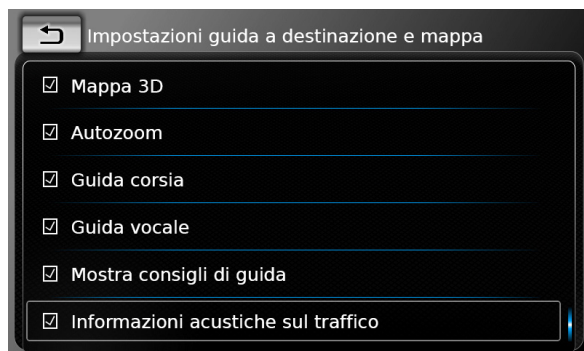 Impostazioni guida a destinazione e mappa
Mappa 3D
Autozoom
Guida corsia
Guida vocale
Mostra consigli di guida
Informazioni acustiche sul traffico